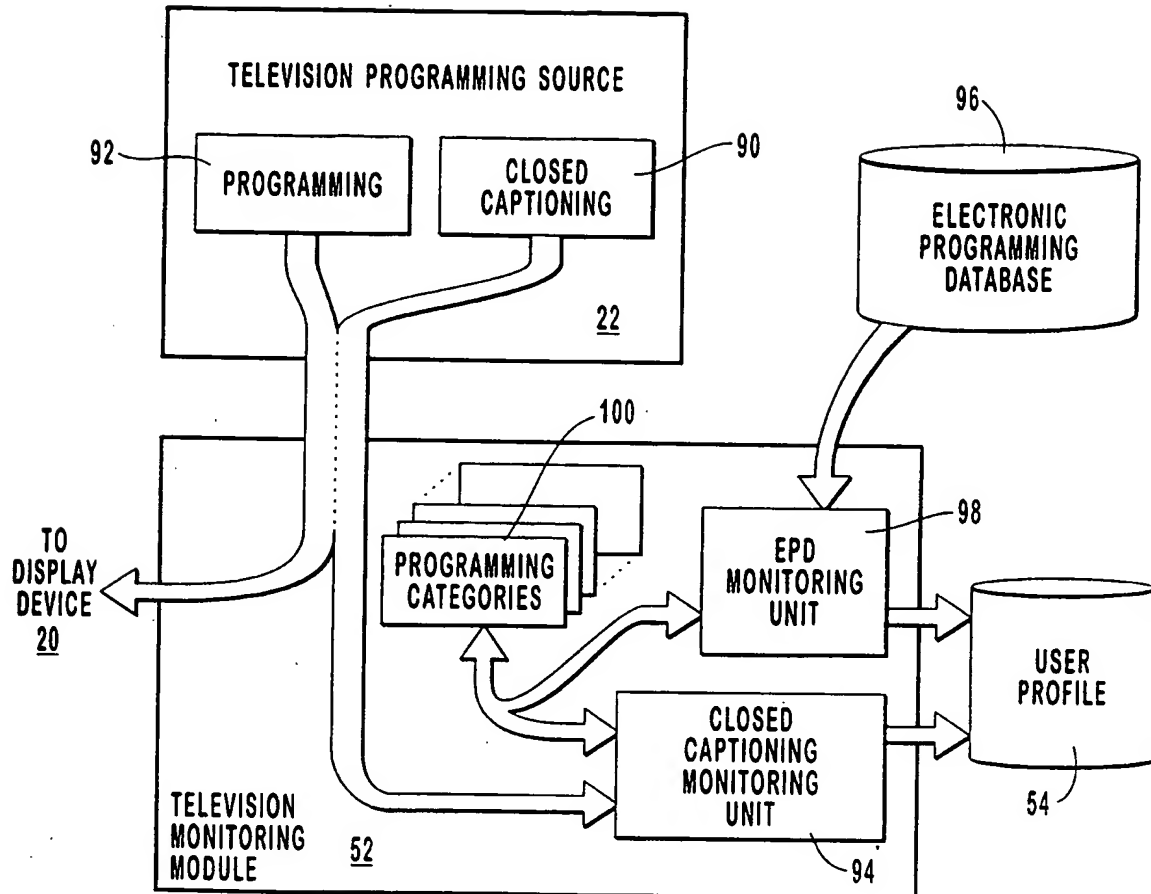 TELEVISION PROGRAMMING SOURCE
92
PROGRAMMING
CLOSED
CAPTIONING
90
22
96
ELECTRONIC
PROGRAMMING
DATABASE
100
PROGRAMMING
CATEGORIES
98
EPD
MONITORING
UNIT
TO
DISPLAY
DEVICE
20
USER
PROFILE
54
CLOSED
CAPTIONING
MONITORING
UNIT
94
TELEVISION
MONITORING
MODULE
52